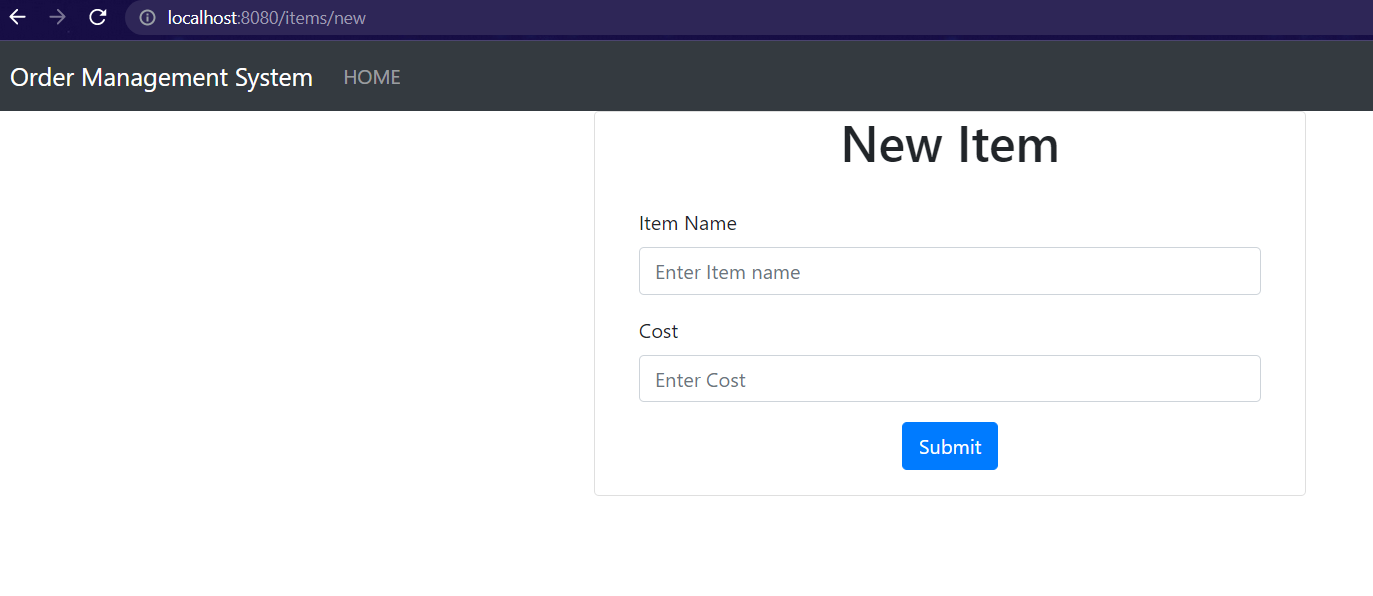 localhost:8080/items/new
Order Management System HOME
New Item
Item Name
Enter Item name
Cost
Enter Cost
Submit